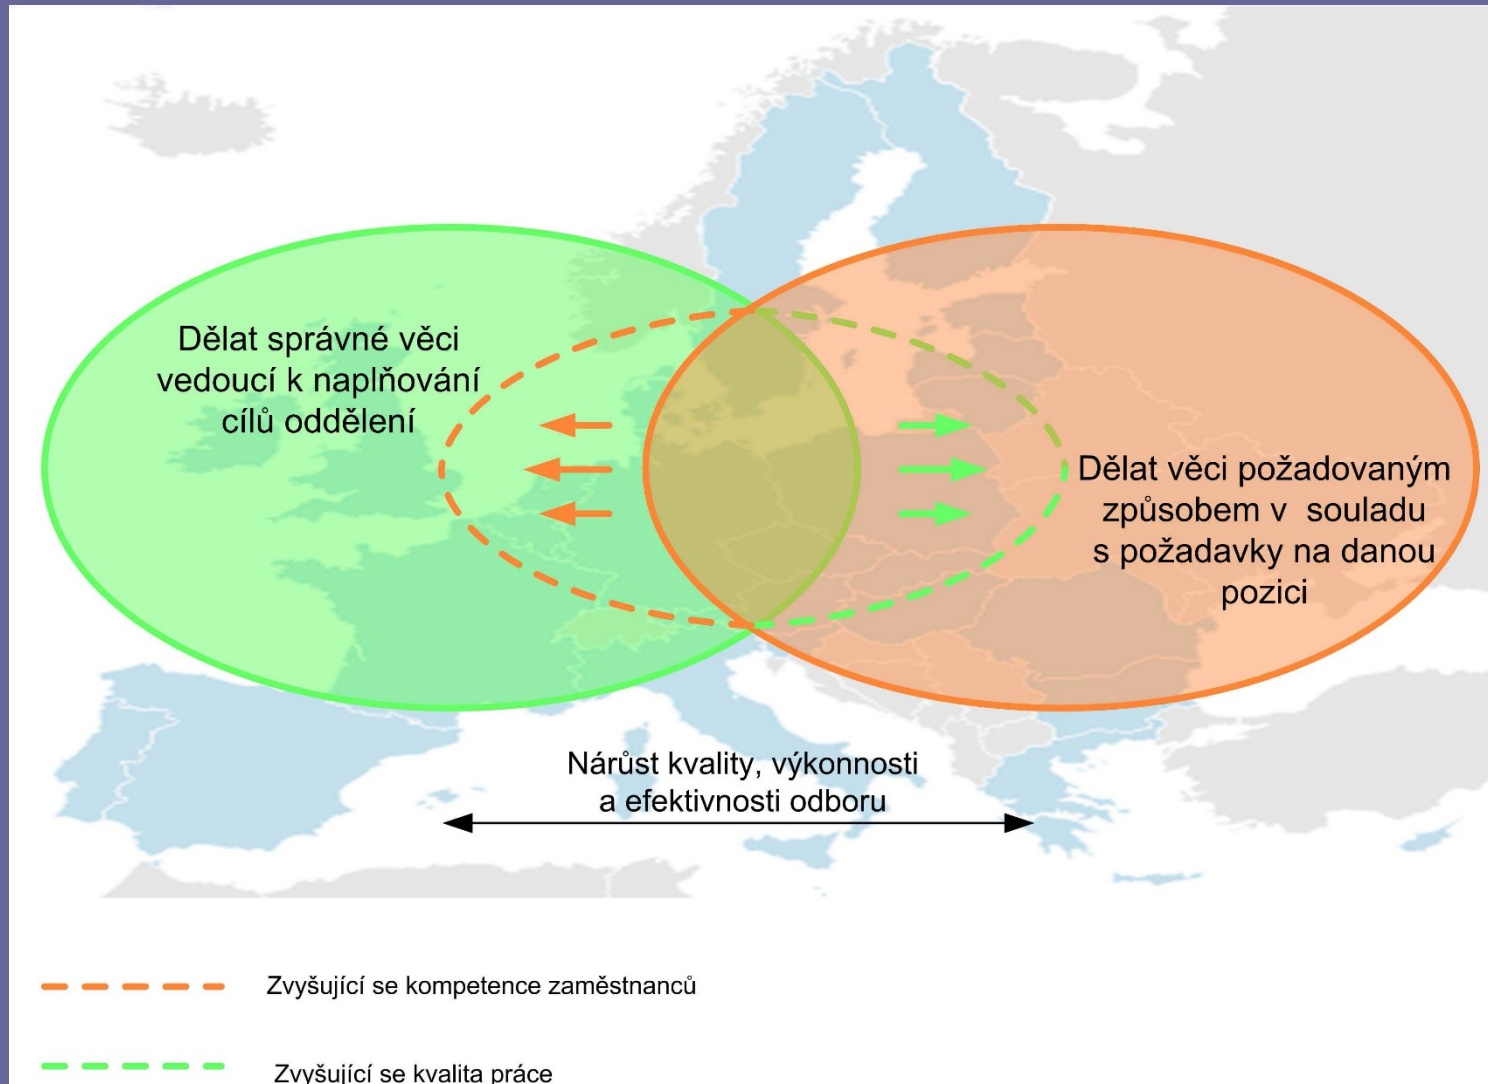 Dělat správné věci
vedoucí k naplňování
cílů oddělení
Dělat věci požadovaným
způsobem v souladu
s požadavky na danou
pozici
Nárůst kvality, výkonnosti
a efektivnosti odboru
Zvyšující se kompetence zaměstnanců
Zvyšující se kvalita práce